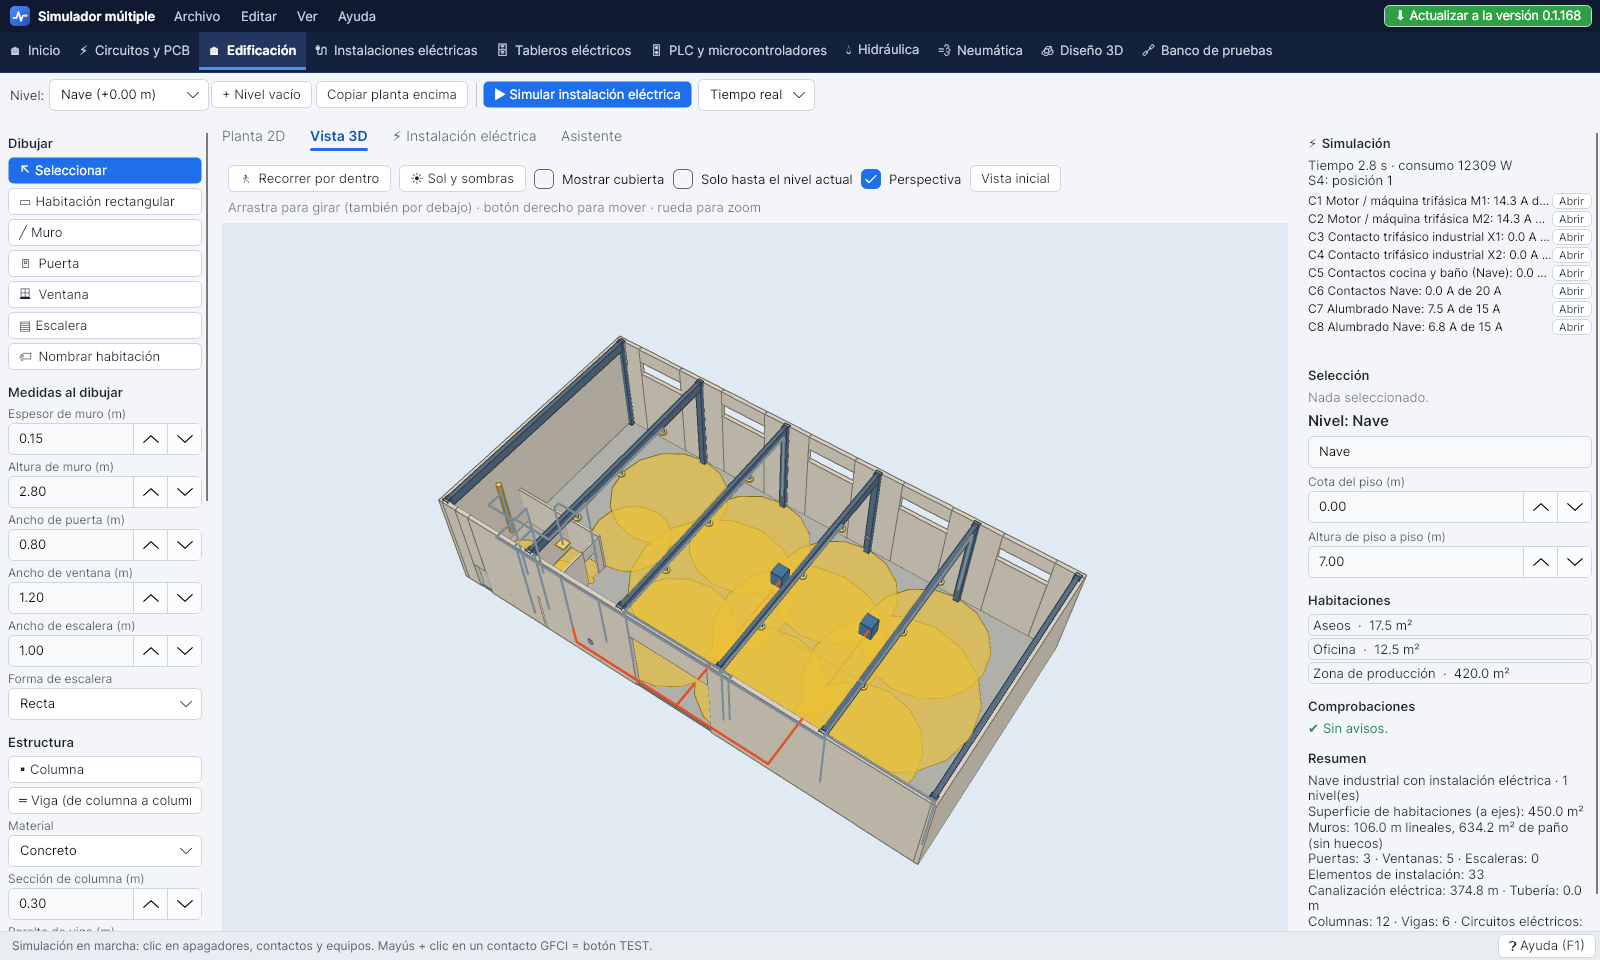 Simulador múltiple
Archivo
Editar
Ver
Ayuda
⬇ Actualizar a la versión 0.1.168
Inicio
Circuitos y PCB
Edificación
Instalaciones eléctricas
Tableros eléctricos
PLC y microcontroladores
Hidráulica
Neumática
Diseño 3D
Banco de pruebas
Nivel:
Nave (+0.00 m)
+ Nivel vacío
Copiar planta encima
▶ Simular instalación eléctrica
Tiempo real
Dibujar
Seleccionar
Habitación rectangular
Muro
Puerta
Ventana
Escalera
Nombrar habitación
Medidas al dibujar
Espesor de muro (m)
0.15
Altura de muro (m)
2.80
Ancho de puerta (m)
0.80
Ancho de ventana (m)
1.20
Ancho de escalera (m)
1.00
Forma de escalera
Recta
Estructura
Columna
Viga (de columna a colum
Material
Concreto
Sección de columna (m)
0.30
Planta 2D
Vista 3D
⚡ Instalación eléctrica
Asistente
Recorrer por dentro
Sol y sombras
Mostrar cubierta
Solo hasta el nivel actual
Perspectiva
Vista inicial
Arrastra para girar (también por debajo) · botón derecho para mover · rueda para zoom
⚡ Simulación
Tiempo 2.8 s · consumo 12309 W
S4: posición 1
C1 Motor / máquina trifásica M1: 14.3 A d... Abrir
C2 Motor / máquina trifásica M2: 14.3 A ... Abrir
C3 Contacto trifásico industrial X1: 0.0 A ... Abrir
C4 Contacto trifásico industrial X2: 0.0 A ... Abrir
C5 Contactos cocina y baño (Nave): 0.0 ... Abrir
C6 Contactos Nave: 0.0 A de 20 A Abrir
C7 Alumbrado Nave: 7.5 A de 15 A Abrir
C8 Alumbrado Nave: 6.8 A de 15 A Abrir
Selección
Nada seleccionado.
Nivel: Nave
Nave
Cota del piso (m)
0.00
Altura de piso a piso (m)
7.00
Habitaciones
Aseos · 17.5 m²
Oficina · 12.5 m²
Zona de producción · 420.0 m²
Comprobaciones
✔ Sin avisos.
Resumen
Nave industrial con instalación eléctrica · 1
nivel(es)
Superficie de habitaciones (a ejes): 450.0 m²
Muros: 106.0 m lineales, 634.2 m² de paño
(sin huecos)
Puertas: 3 · Ventanas: 5 · Escaleras: 0
Elementos de instalación: 33
Canalización eléctrica: 374.8 m · Tubería: 0.0
m
Columnas: 12 · Vigas: 6 · Circuitos eléctricos:
Simulación en marcha: clic en apagadores, contactos y equipos. Mayús + clic en un contacto GFCI = botón TEST.
? Ayuda (F1)